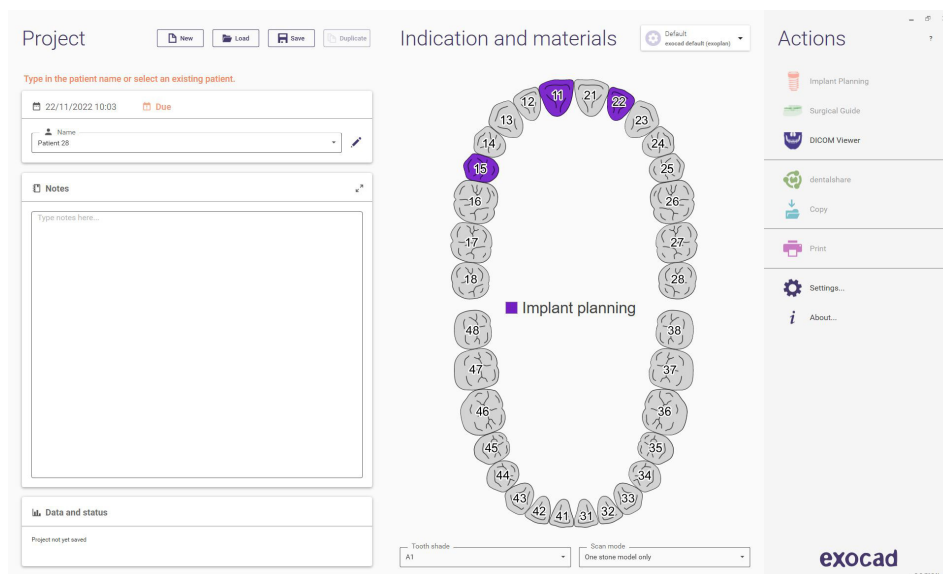 Project
New
Load
Save
Duplicate
Type in the patient name or select an existing patient.
22/11/2022 10:03
Due
Name
Patient 28
Notes
Type notes here...
Data and status
Project not yet saved
Indication and materials
Default
exocad default (exoplan)
11
21
12
22
13
23
14
24
15
25
16
26
17
27
18
28
Implant planning
48
38
47
37
46
36
45
35
44
34
43
33
42
41
31
32
Tooth shade
A1
Scan mode
One stone model only
Actions
?
Implant Planning
Surgical Guide
DICOM Viewer
dentalshare
Copy
Print
Settings...
i
About...
exocad